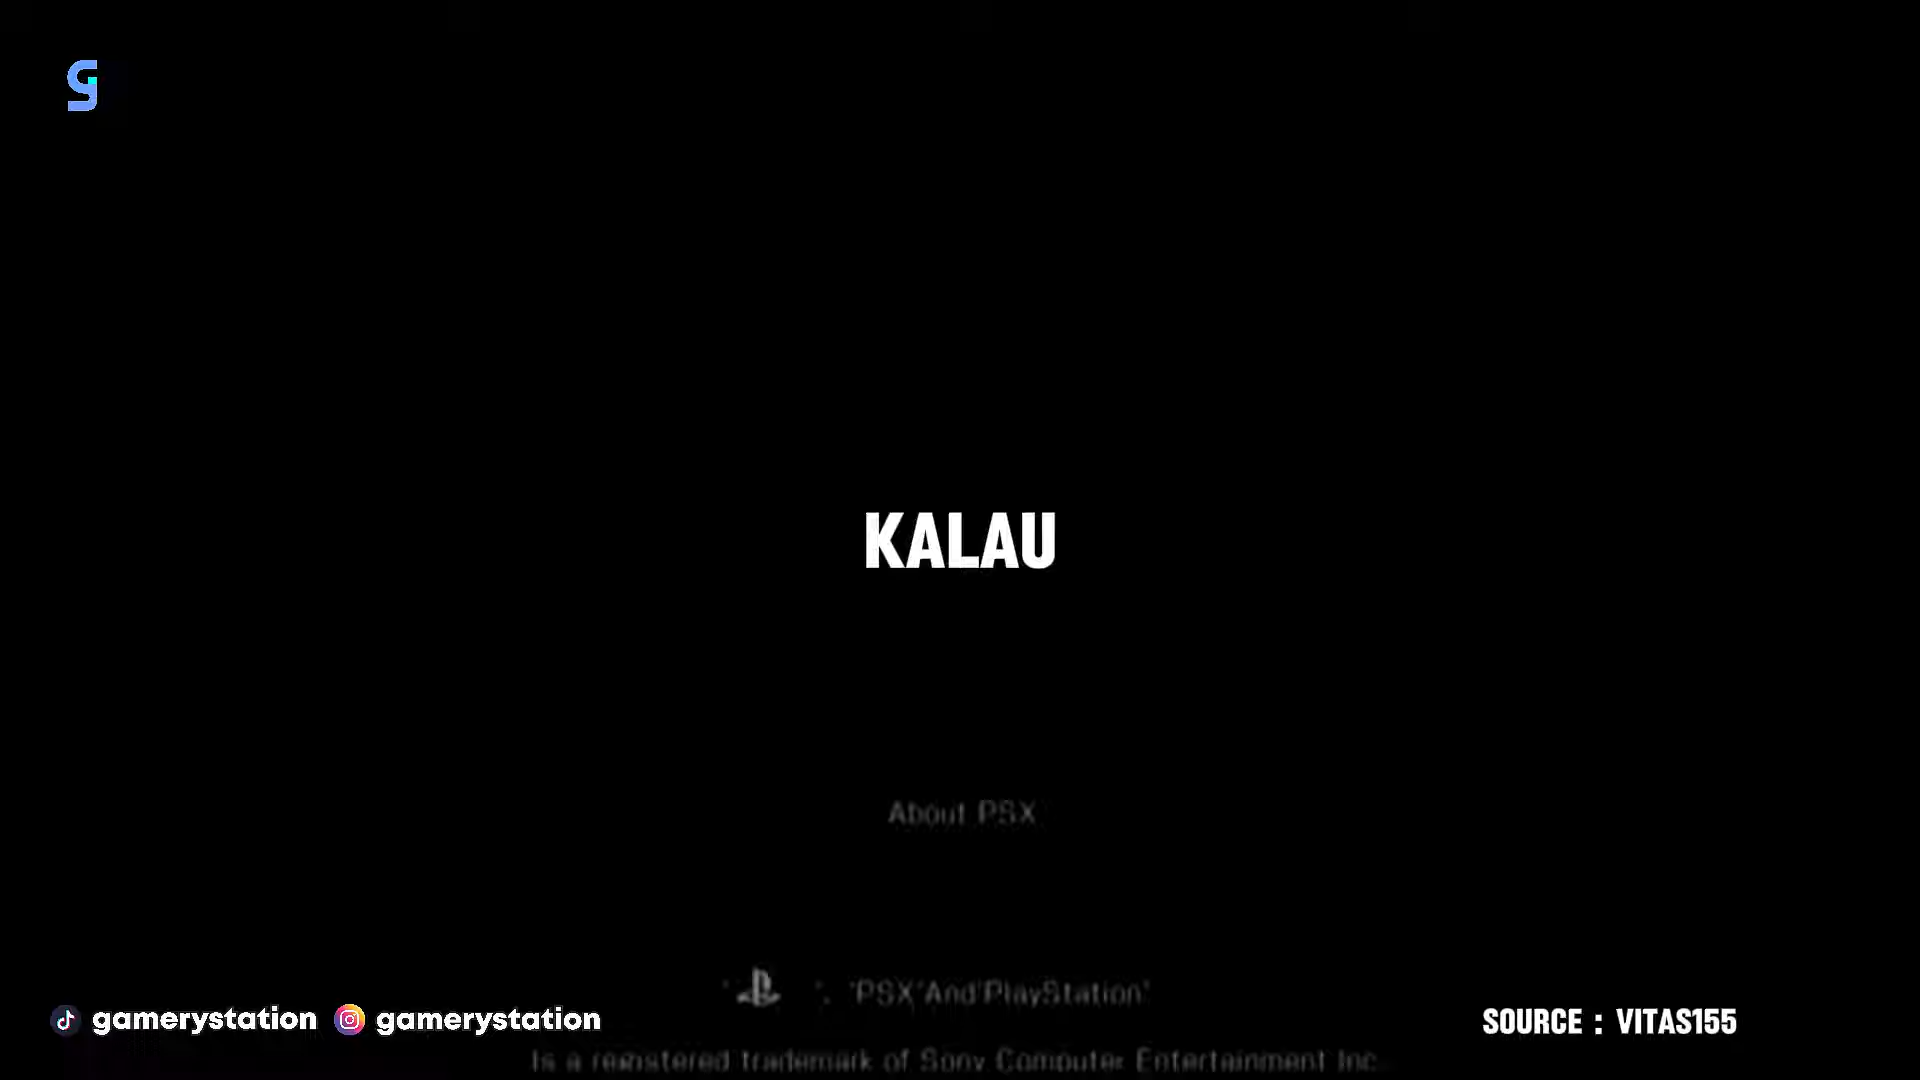 KALAU
About PSX
'PSX' And 'PlayStation'
gamerystation gamerystation
SOURCE : VITAS155
Is a registered trademark of Sony Computer Entertainment Inc.